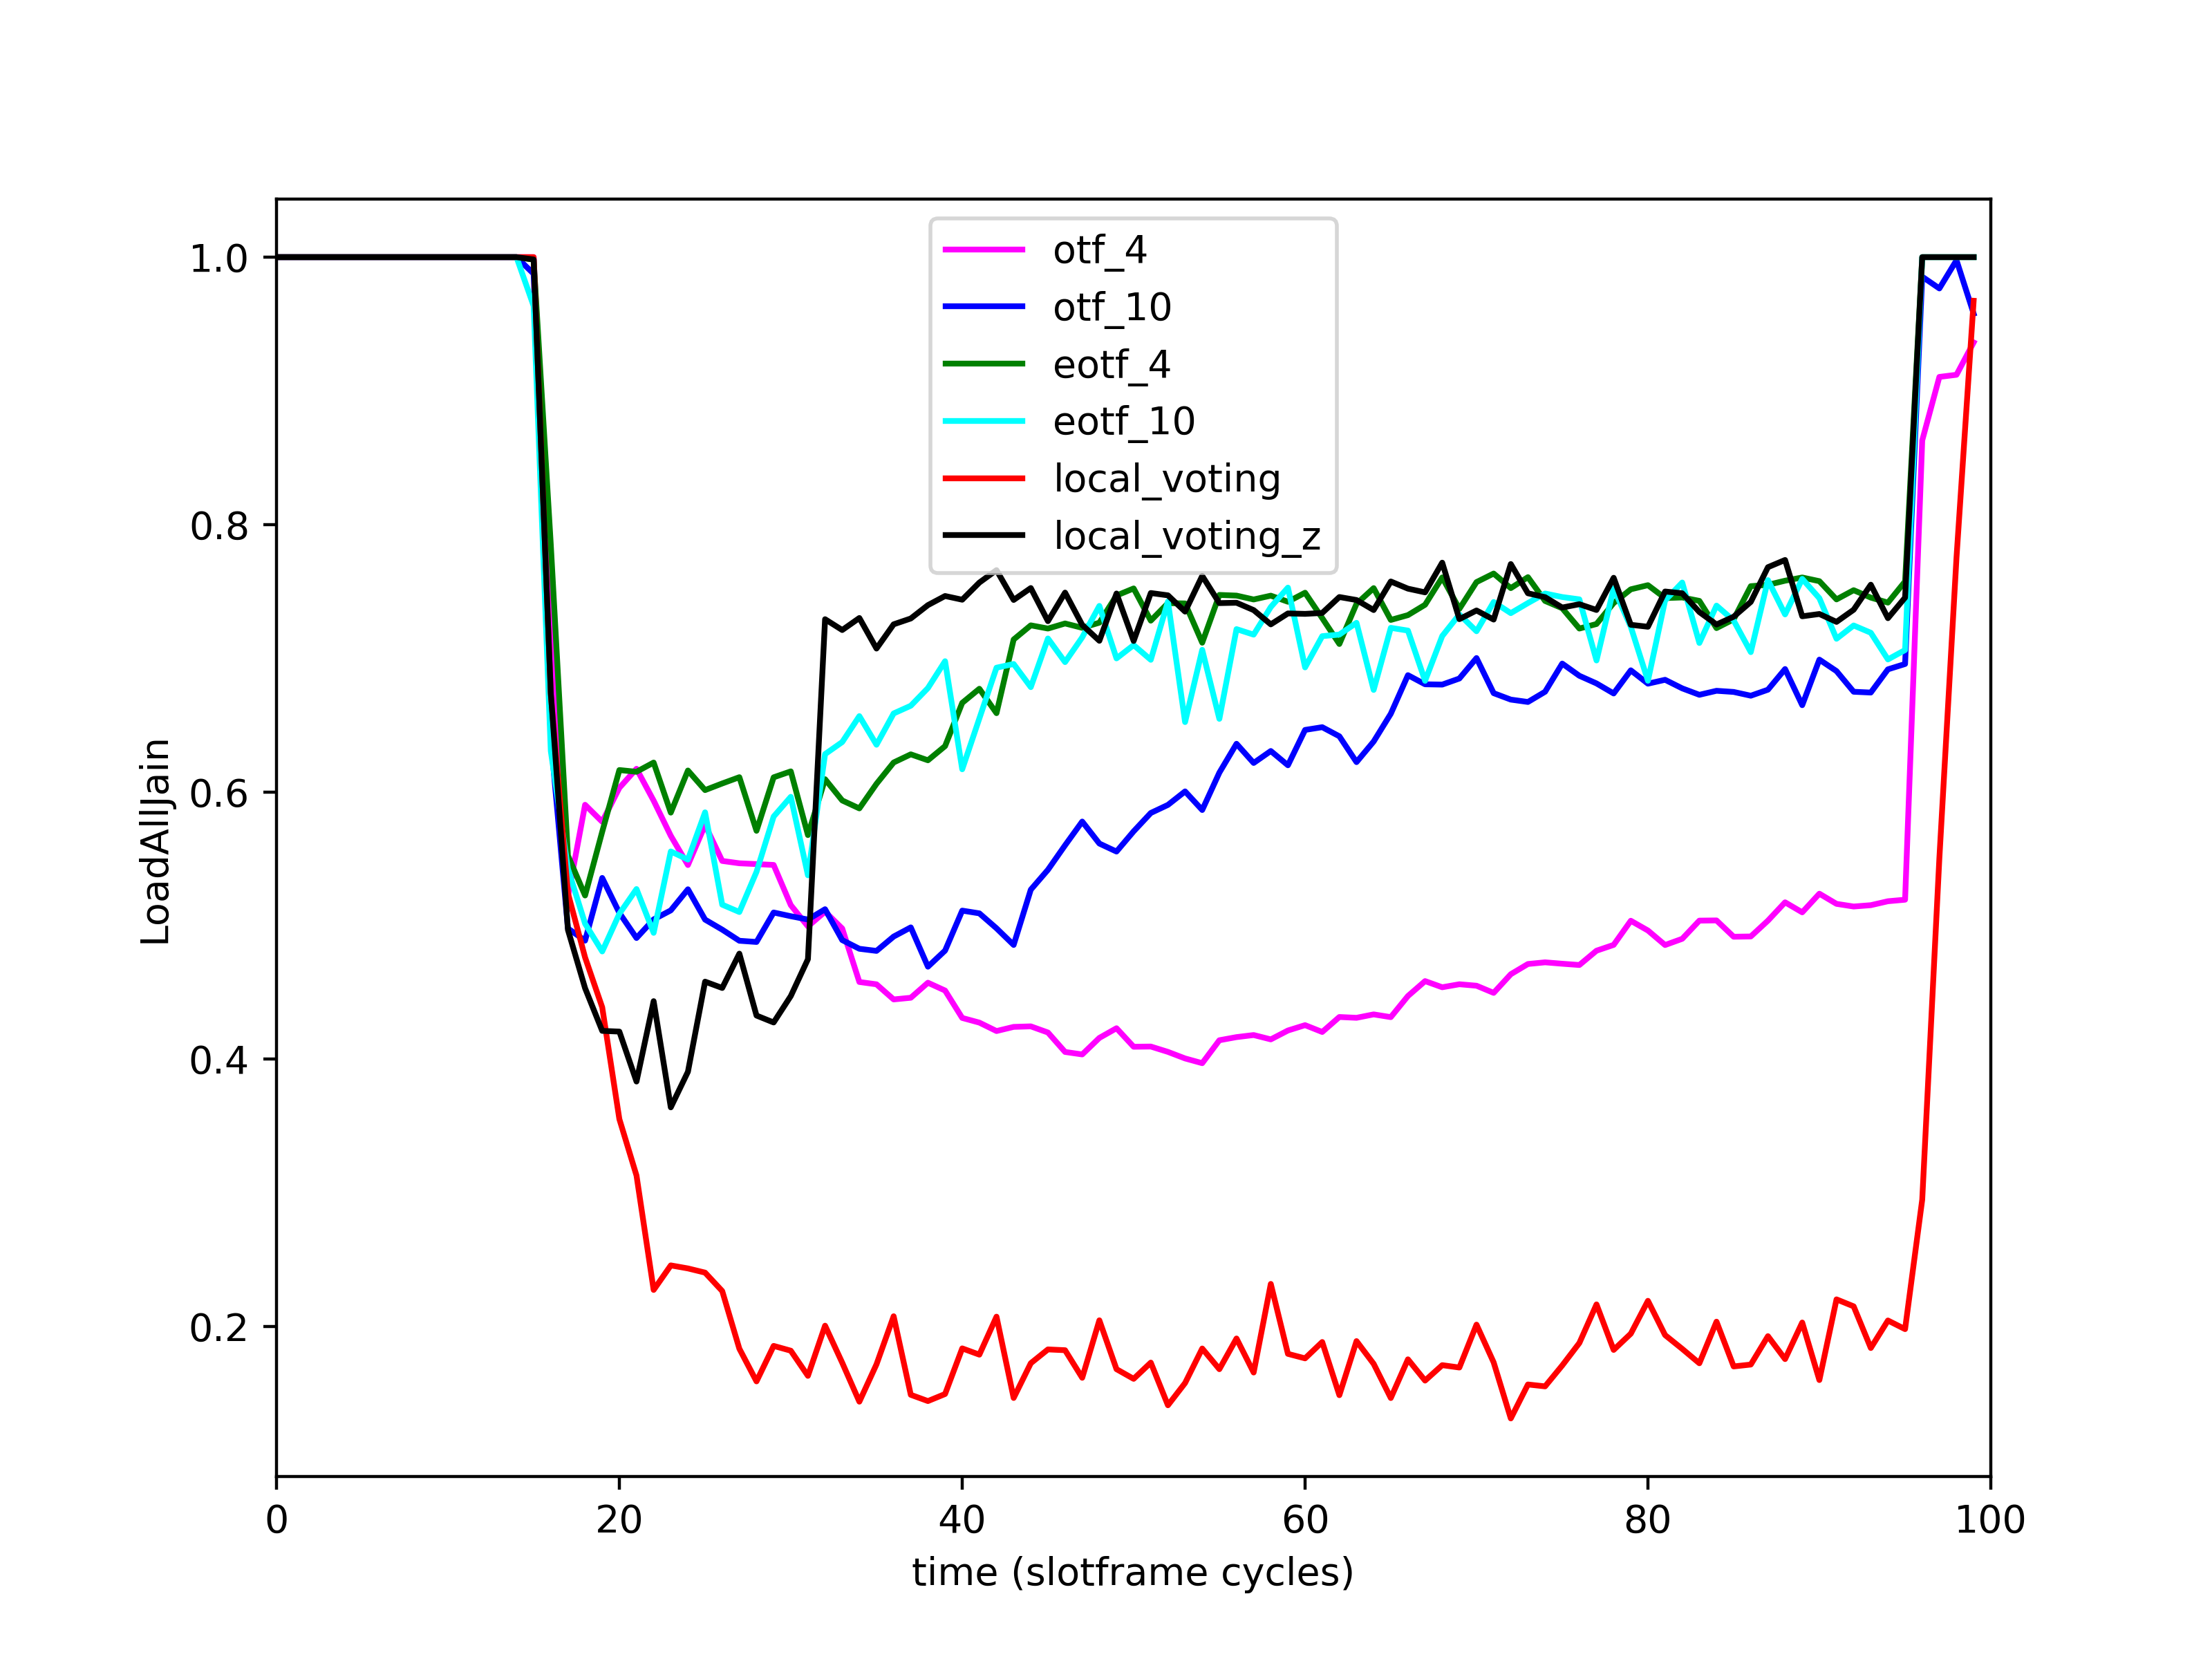 otf_4
otf_10
eotf_4
eotf_10
local_voting
local_voting_z
1.0
0.8
0.6
0.4
0.2
LoadAllJain
0 20 40 60 80 100
time (slotframe cycles)